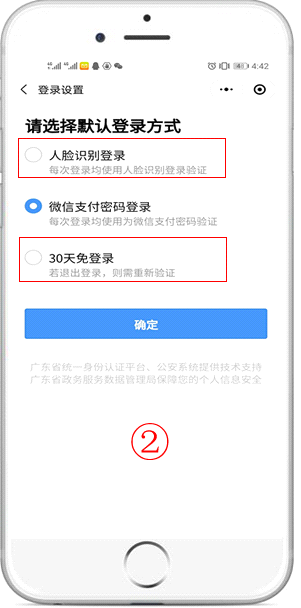 4:42
登录设置
请选择默认登录方式
人脸识别登录
每次登录均使用人脸识别登录验证
微信支付密码登录
每次登录均使用为微信支付密码验证
30天免登录
若退出登录，则需重新验证
确定
广东省统一身份认证平台、公安系统提供技术支持
广东省政务服务数据管理局保障您的个人信息安全
②